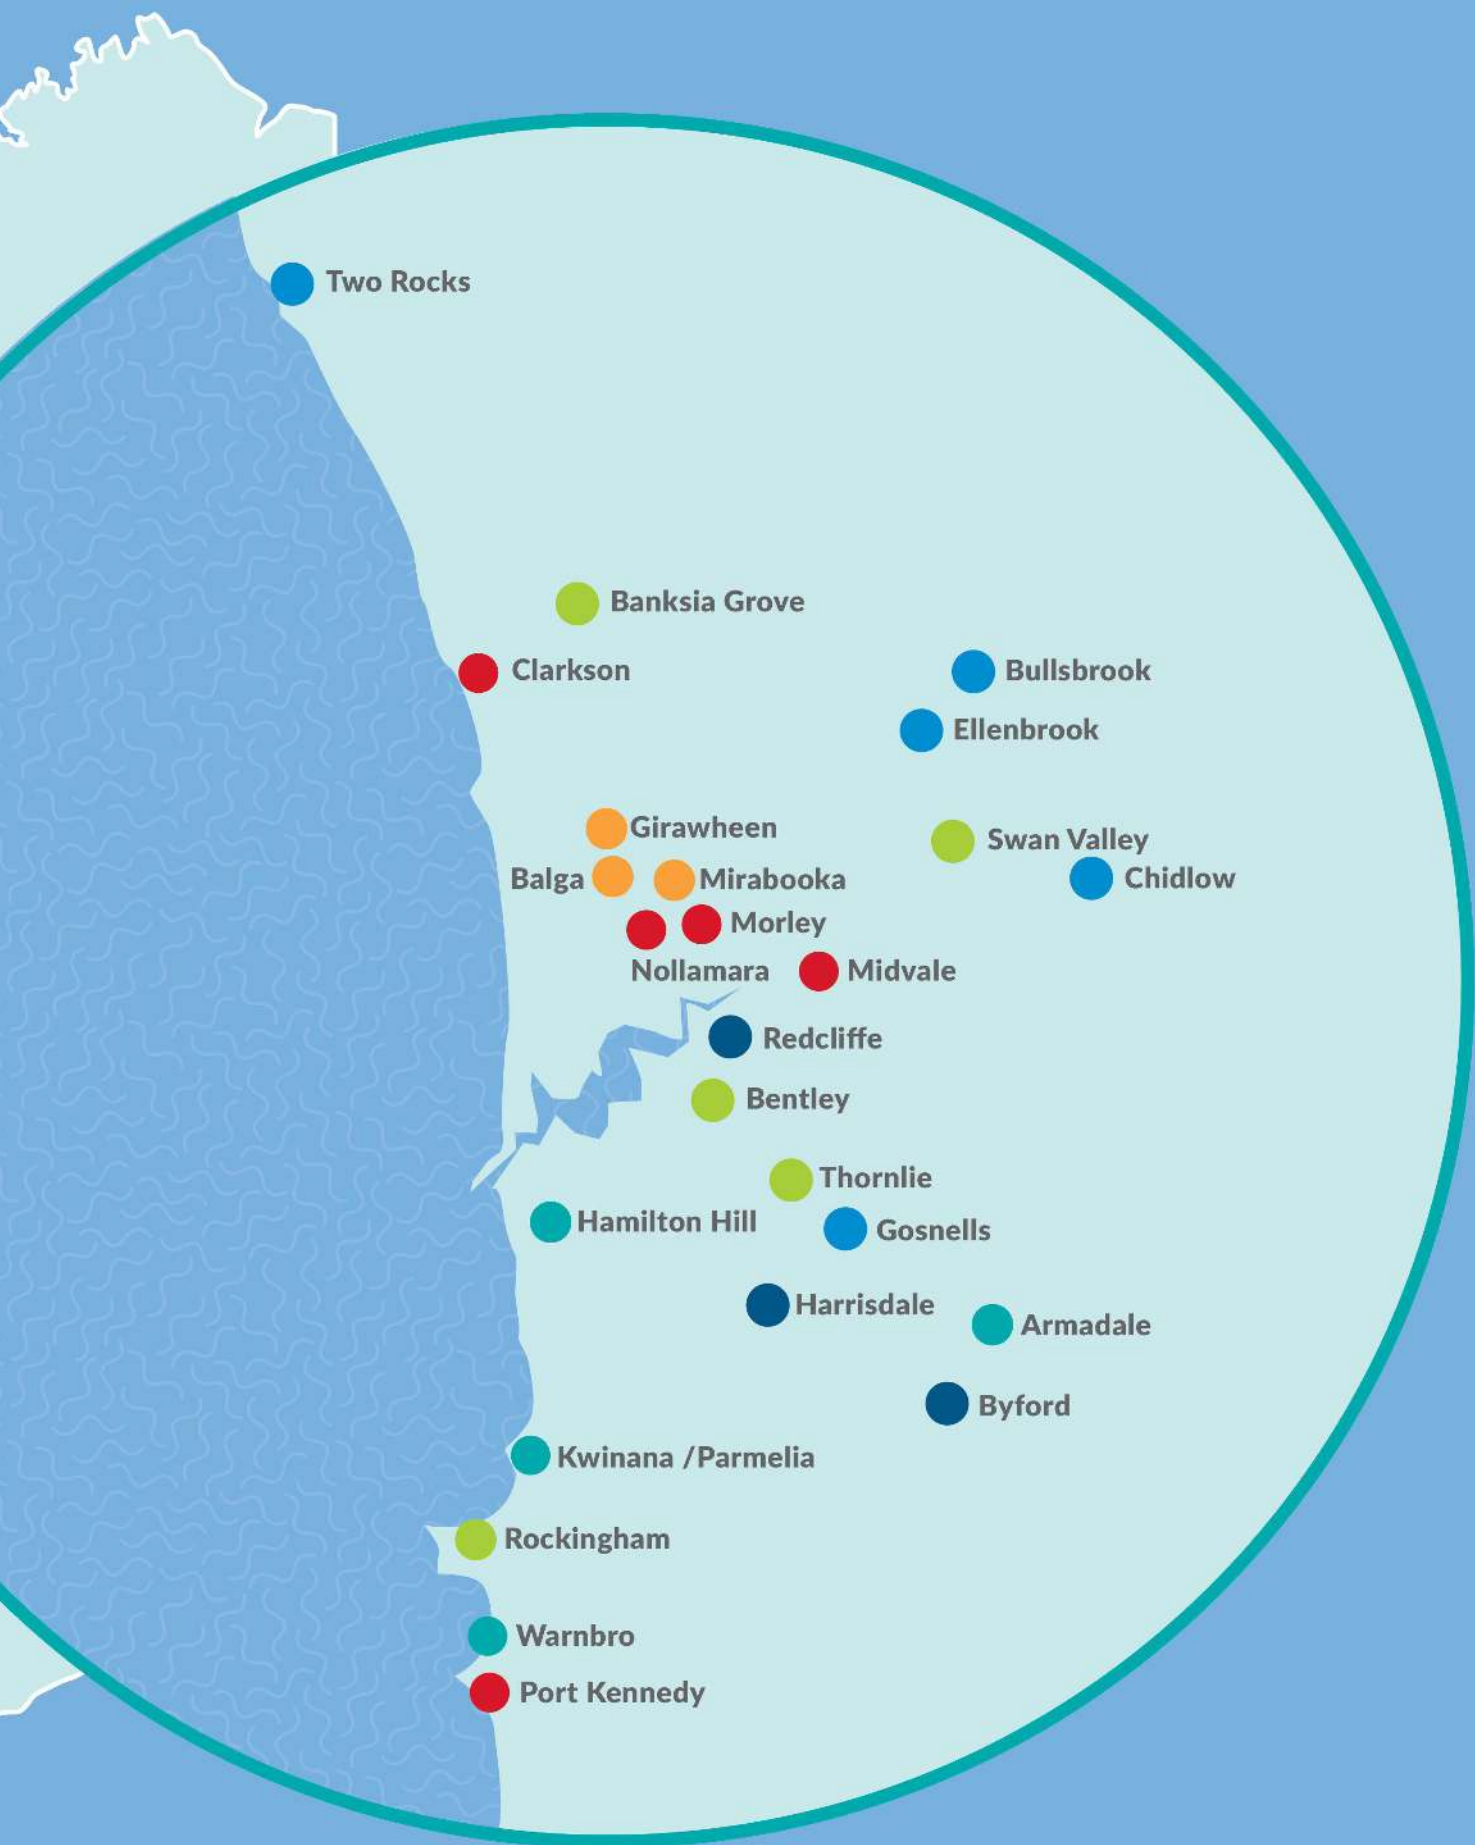 Two Rocks
Banksia Grove
Clarkson
Bullsbrook
Ellenbrook
Girawheen
Swan Valley
Balga
Mirabooka
Chidlow
Morley
Nollamara
Midvale
Redcliffe
Bentley
Thornlie
Hamilton Hill
Gosnells
Harrisdale
Armadale
Byford
Kwinana /Parmelia
Rockingham
Warnbro
Port Kennedy